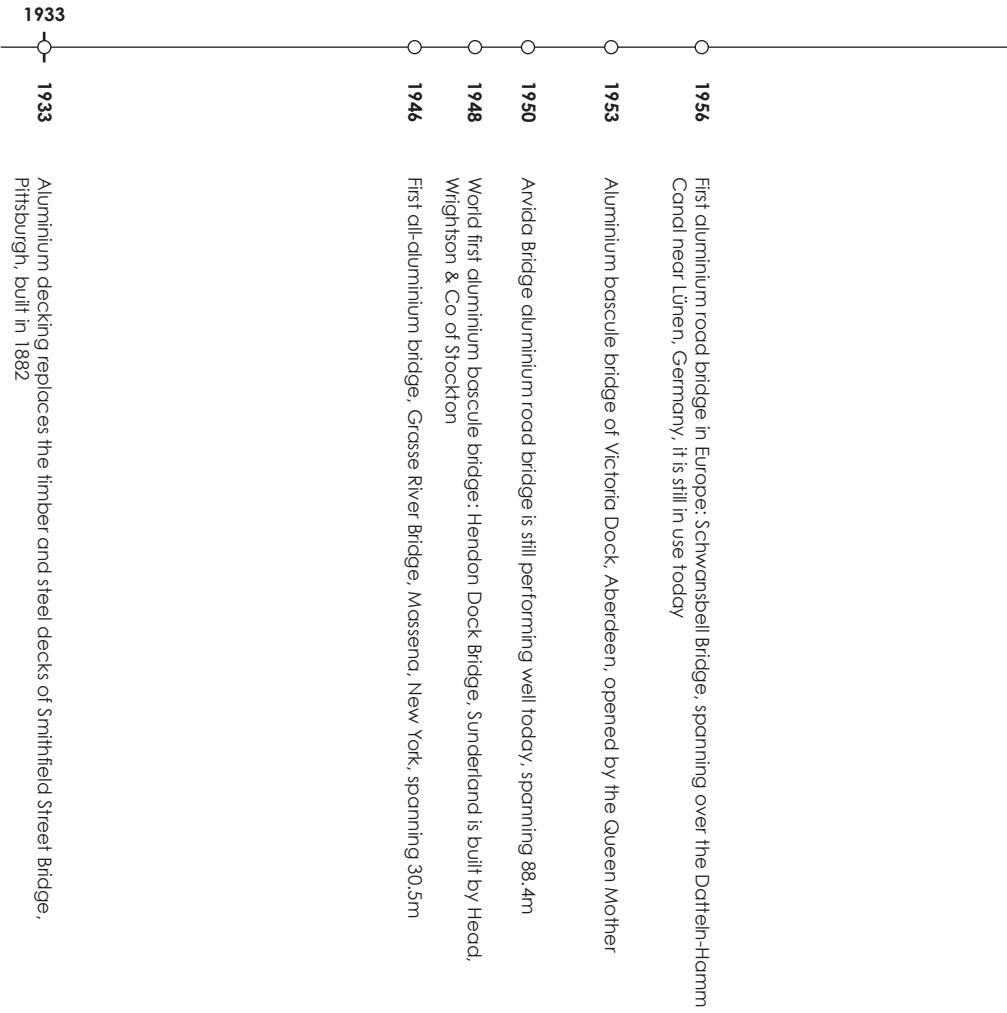 1933
1933
Aluminium decking replaces the timber and steel decks of Smithfield Street Bridge,
Pittsburgh, built in 1882
1946
First all-aluminium bridge, Grasse River Bridge, Massena, New York, spanning 30.5m
1948
World first aluminium bascule bridge: Hendon Dock Bridge, Sunderland is built by Head,
Wrightson & Co of Stockton
1950
Arvida Bridge aluminium road bridge is still performing well today, spanning 88.4m
1953
Aluminium bascule bridge of Victoria Dock, Aberdeen, opened by the Queen Mother
1956
First aluminium road bridge in Europe: Schwansbell Bridge, spanning over the Datteln-Hamm
Canal near Lünen, Germany, it is still in use today